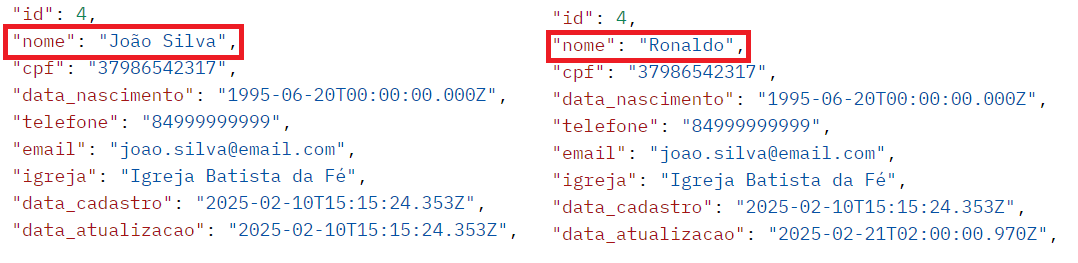 "id": 4,
"nome": "João Silva",
"cpf": "37986542317",
"data_nascimento": "1995-06-20T00:00:00.000Z",
"telefone": "84999999999",
"email": "joao.silva@email.com",
"igreja": "Igreja Batista da Fé",
"data_cadastro": "2025-02-10T15:15:24.353Z",
"data_atualizacao": "2025-02-10T15:15:24.353Z",
"id": 4,
"nome": "Ronaldo",
"cpf": "37986542317",
"data_nascimento": "1995-06-20T00:00:00.000Z",
"telefone": "84999999999",
"email": "joao.silva@email.com",
"igreja": "Igreja Batista da Fé",
"data_cadastro": "2025-02-10T15:15:24.353Z",
"data_atualizacao": "2025-02-21T02:00:00.970Z",